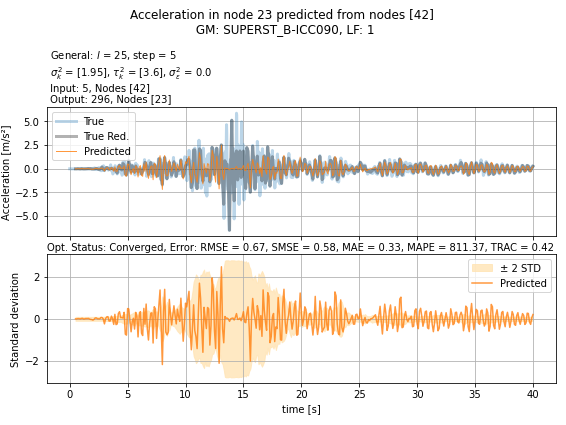 Acceleration in node 23 predicted from nodes [42]
GM: SUPERST_B-ICC090, LF: 1
General: l = 25, step = 5
σ²ₖ = [1.95], τ²ₖ = [3.6], σ²ₑ = 0.0
Input: 5, Nodes [42]
Output: 296, Nodes [23]
True
True Red.
Predicted
Acceleration [m/s²]
5.0
2.5
0.0
−2.5
−5.0
Opt. Status: Converged, Error: RMSE = 0.67, SMSE = 0.58, MAE = 0.33, MAPE = 811.37, TRAC = 0.42
± 2 STD
Predicted
Standard deviation
2
0
−2
0 5 10 15 20 25 30 35 40
time [s]